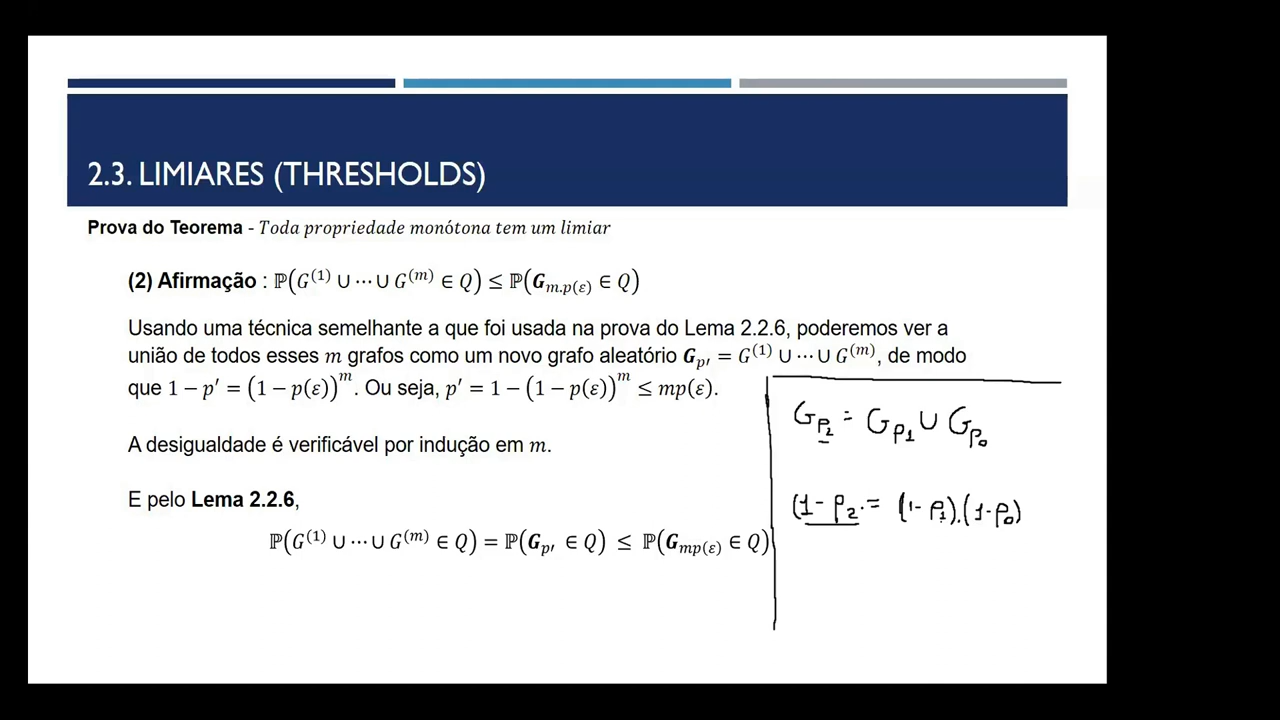 2.3. LIMIARES (THRESHOLDS)
Prova do Teorema - Toda propriedade monótona tem um limiar
(2) Afirmação : ℙ(G⁽¹⁾ ∪ ⋯ ∪ G⁽ᵐ⁾ ∈ Q) ≤ ℙ(G_{m.p(ε)} ∈ Q)
Usando uma técnica semelhante a que foi usada na prova do Lema 2.2.6, poderemos ver a
união de todos esses m grafos como um novo grafo aleatório G_{p′} = G⁽¹⁾ ∪ ⋯ ∪ G⁽ᵐ⁾, de modo
que 1 − p′ = (1 − p(ε))ᵐ. Ou seja, p′ = 1 − (1 − p(ε))ᵐ ≤ mp(ε).
A desigualdade é verificável por indução em m.
E pelo Lema 2.2.6,
ℙ(G⁽¹⁾ ∪ ⋯ ∪ G⁽ᵐ⁾ ∈ Q) = ℙ(G_{p′} ∈ Q) ≤ ℙ(G_{mp(ε)} ∈ Q)
G_{p₂} = G_{p₁} ∪ G_{p₀}
(1 - p₂ = (1 - p₁).(1 - p₀)